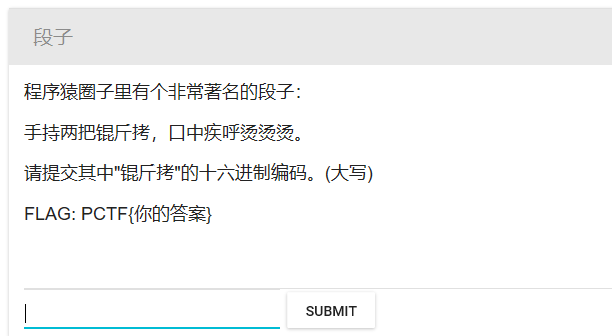 段子
程序猿圈子里有个非常著名的段子：
手持两把锟斤拷，口中疾呼烫烫烫。
请提交其中"锟斤拷"的十六进制编码。(大写)
FLAG: PCTF{你的答案}
SUBMIT